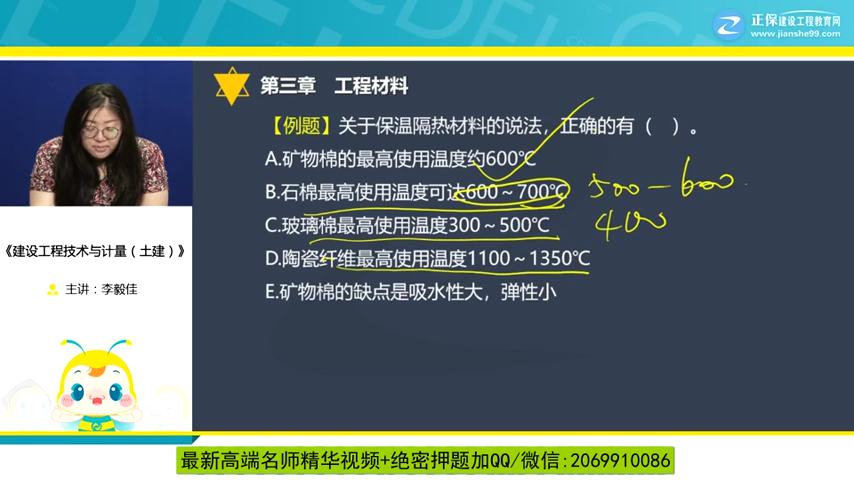 正保建设工程教育网
www.jianshe99.com
第三章 工程材料
【例题】关于保温隔热材料的说法，正确的有（ ）。
A.矿物棉的最高使用温度约600℃
B.石棉最高使用温度可达600～700℃
500-600
C.玻璃棉最高使用温度300～500℃
400
D.陶瓷纤维最高使用温度1100～1350℃
E.矿物棉的缺点是吸水性大，弹性小
《建设工程技术与计量（土建）》
主讲：李毅佳
最新高端名师精华视频+绝密押题加QQ/微信:2069910086